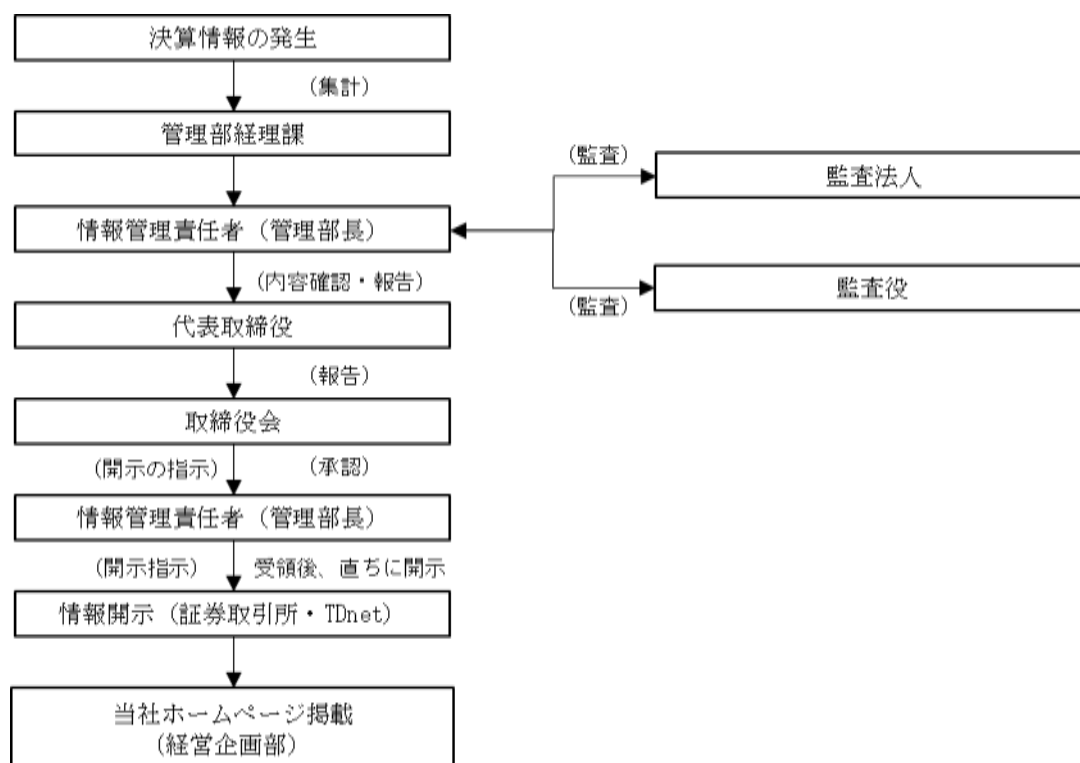 決算情報の発生
(集計)
管理部経理課
(監査)
監査法人
情報管理責任者（管理部長）
(内容確認・報告)
監査役
(監査)
代表取締役
(報告)
取締役会
(開示の指示)
(承認)
情報管理責任者（管理部長）
(開示指示)
受領後、直ちに開示
情報開示（証券取引所・TDnet）
当社ホームページ掲載
（経営企画部）